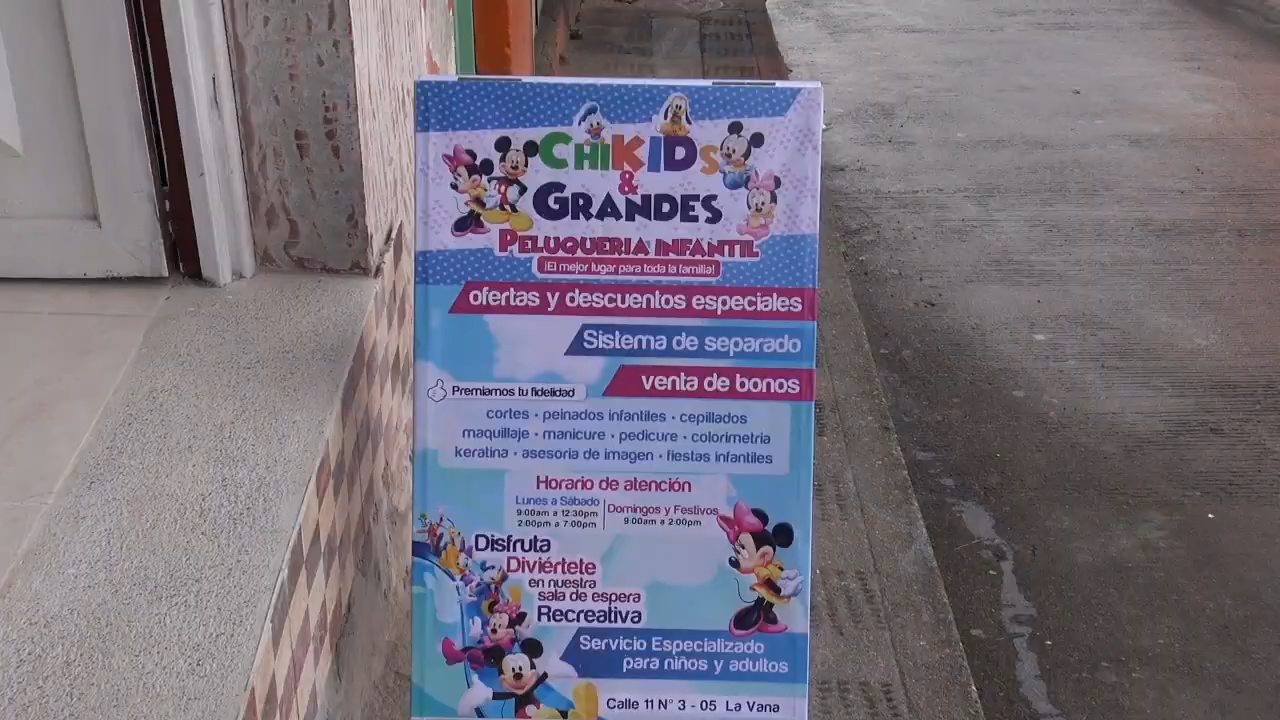 CHIKIDS
&
GRANDES
PELUQUERIA INFANTIL
¡El mejor lugar para toda la familia!
ofertas y descuentos especiales
Sistema de separado
venta de bonos
Premiamos tu fidelidad
cortes • peinados infantiles • cepillados
maquillaje • manicure • pedicure • colorimetria
keratina • asesoria de imagen • fiestas infantiles
Horario de atención
Lunes a Sábado
9:00am a 12:30pm
2:00pm a 7:00pm
Domingos y Festivos
9:00am a 2:00pm
Disfruta
Diviértete
en nuestra
sala de espera
Recreativa
Servicio Especializado
para niños y adultos
Calle 11 N° 3 - 05 La Vana